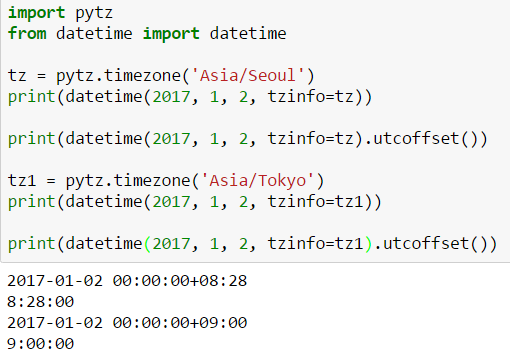 import pytz
from datetime import datetime
tz = pytz.timezone('Asia/Seoul')
print(datetime(2017, 1, 2, tzinfo=tz))
print(datetime(2017, 1, 2, tzinfo=tz).utcoffset())
tz1 = pytz.timezone('Asia/Tokyo')
print(datetime(2017, 1, 2, tzinfo=tz1))
print(datetime(2017, 1, 2, tzinfo=tz1).utcoffset())
2017-01-02 00:00:00+08:28
8:28:00
2017-01-02 00:00:00+09:00
9:00:00